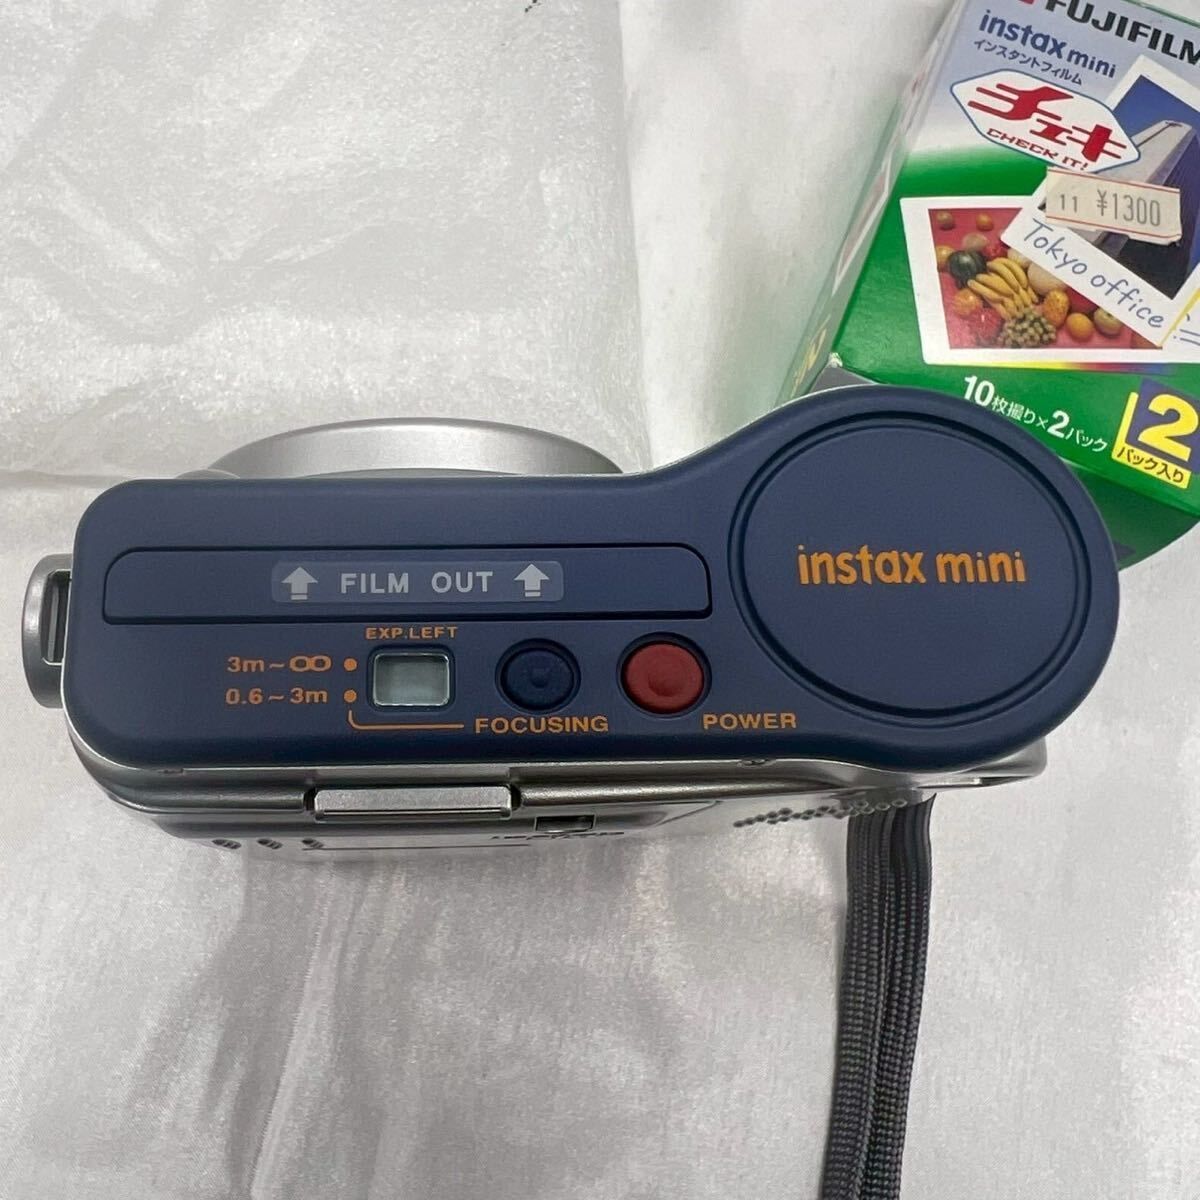 FUJIFILM
instax mini
インスタントフィルム
チェキ
CHECK IT!
11 ¥1300
Tokyo office
10枚撮り×2パック
2
パック入り
instax mini
FILM OUT
EXP.LEFT
3m~∞
0.6~3m
FOCUSING
POWER